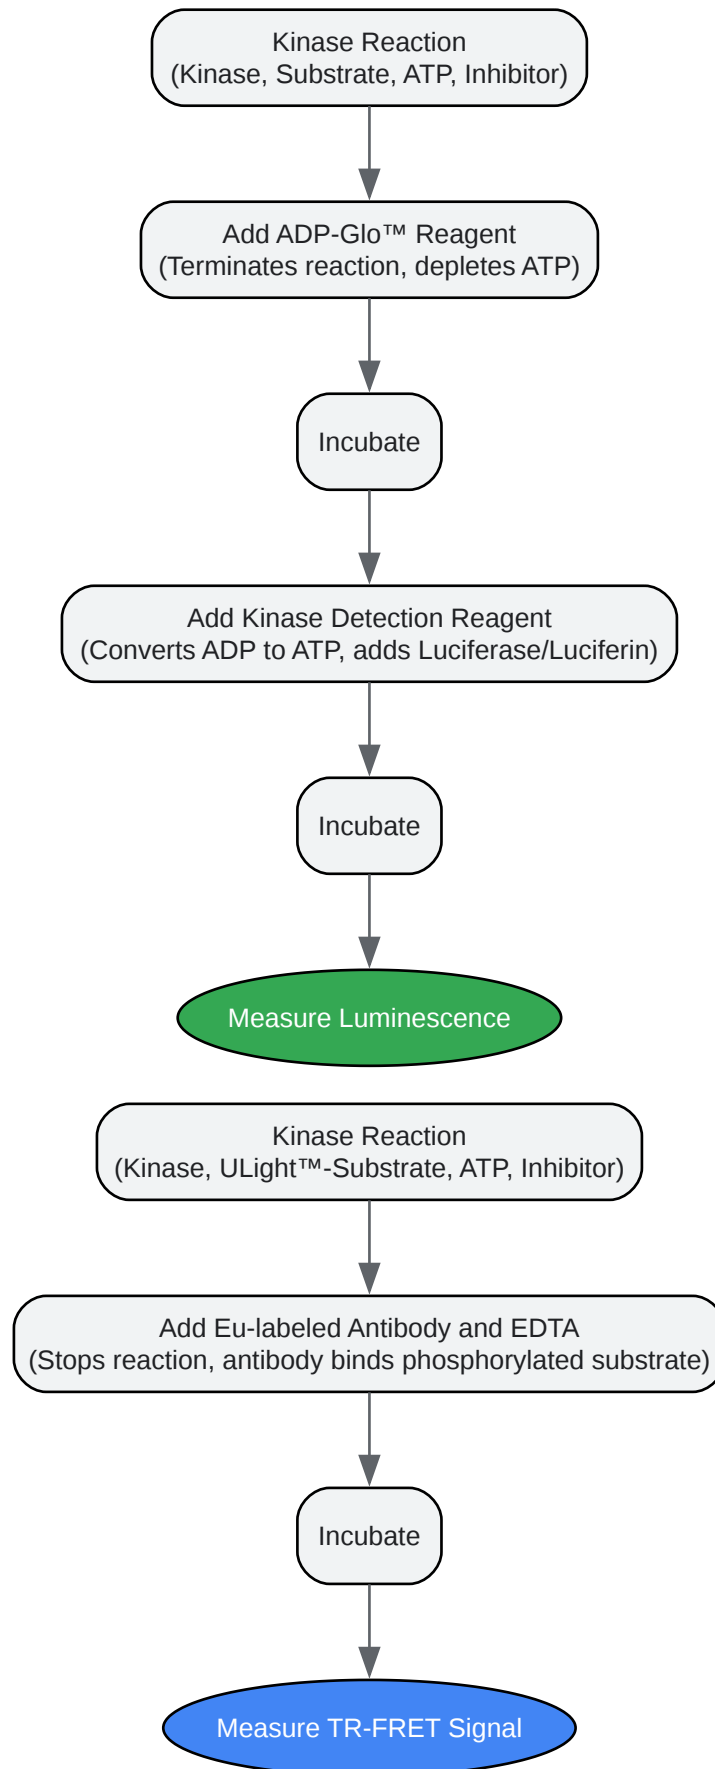 Kinase Reaction
(Kinase, Substrate, ATP, Inhibitor)
Add ADP-Glo™ Reagent
(Terminates reaction, depletes ATP)
Incubate
Add Kinase Detection Reagent
(Converts ADP to ATP, adds Luciferase/Luciferin)
Incubate
Measure Luminescence
Kinase Reaction
(Kinase, ULight™-Substrate, ATP, Inhibitor)
Add Eu-labeled Antibody and EDTA
(Stops reaction, antibody binds phosphorylated substrate)
Incubate
Measure TR-FRET Signal